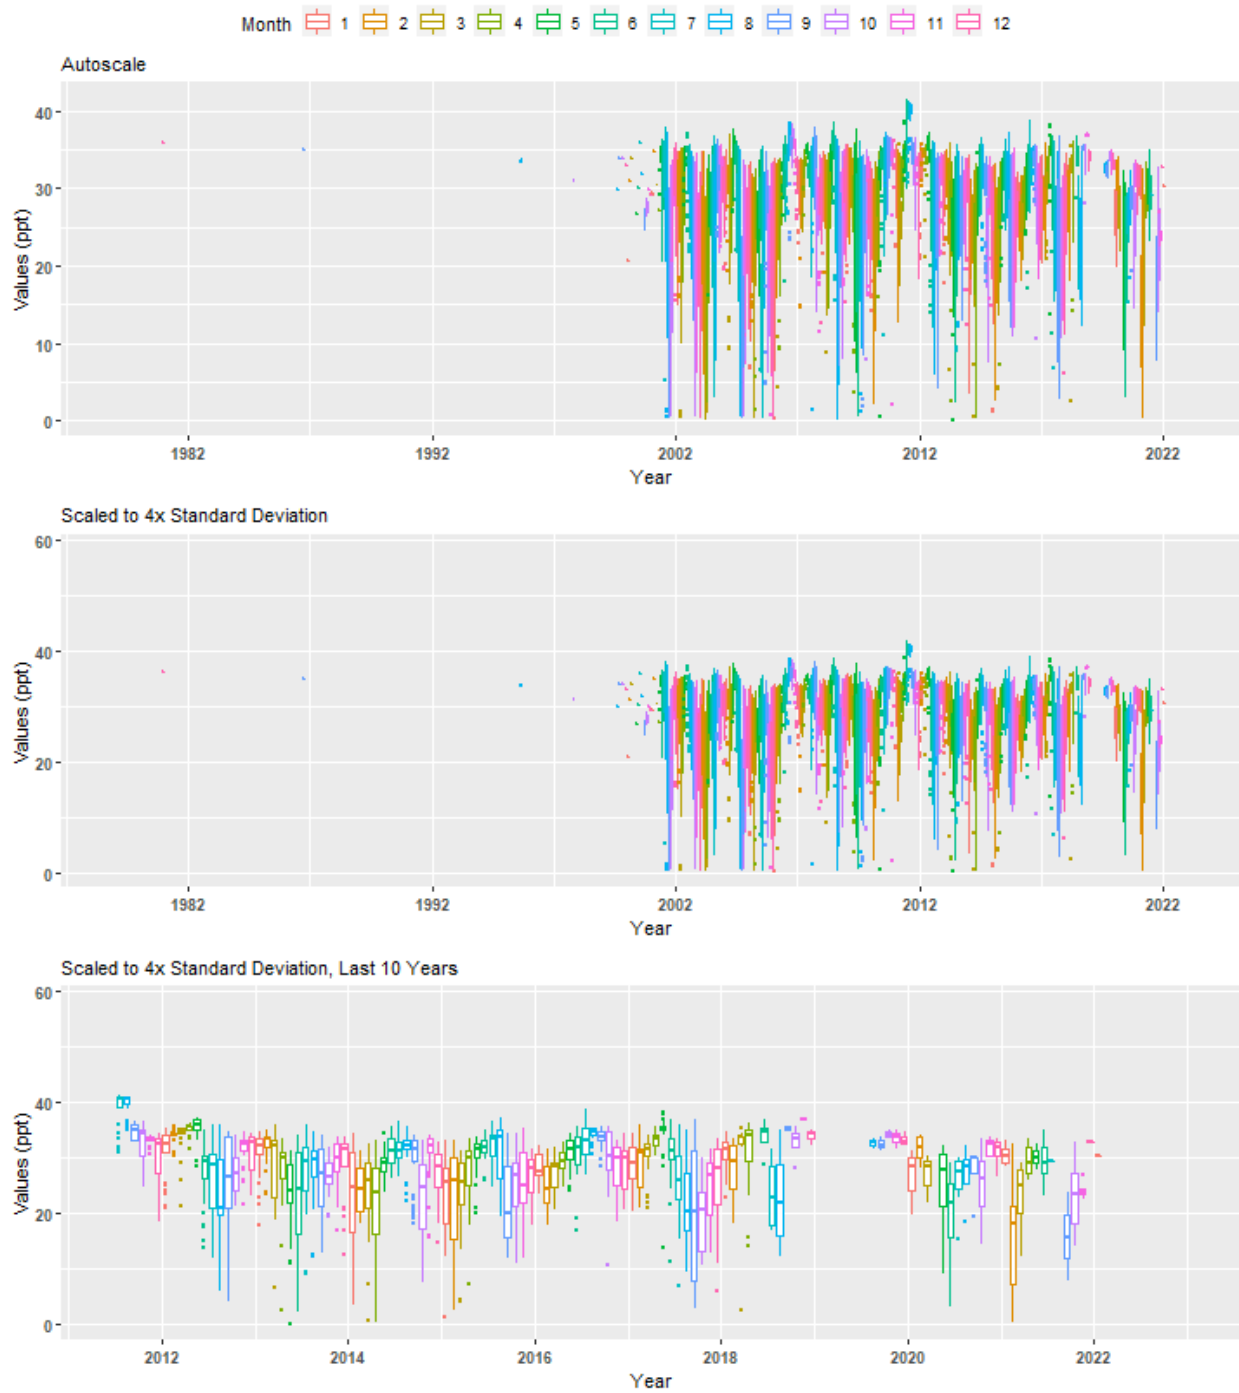 Month 1 2 3 4 5 6 7 8 9 10 11 12
Autoscale
Values (ppt)
40
30
20
10
0
1982 1992 2002 2012 2022
Year
Scaled to 4x Standard Deviation
Values (ppt)
60
40
20
0
1982 1992 2002 2012 2022
Year
Scaled to 4x Standard Deviation, Last 10 Years
Values (ppt)
60
40
20
0
2012 2014 2016 2018 2020 2022
Year